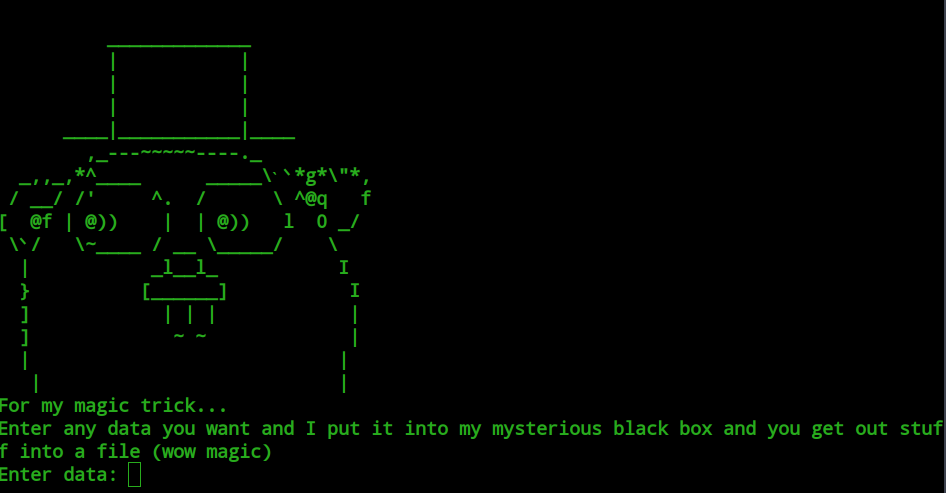 For my magic trick...
Enter any data you want and I put it into my mysterious black box and you get out stuf
f into a file (wow magic)
Enter data: